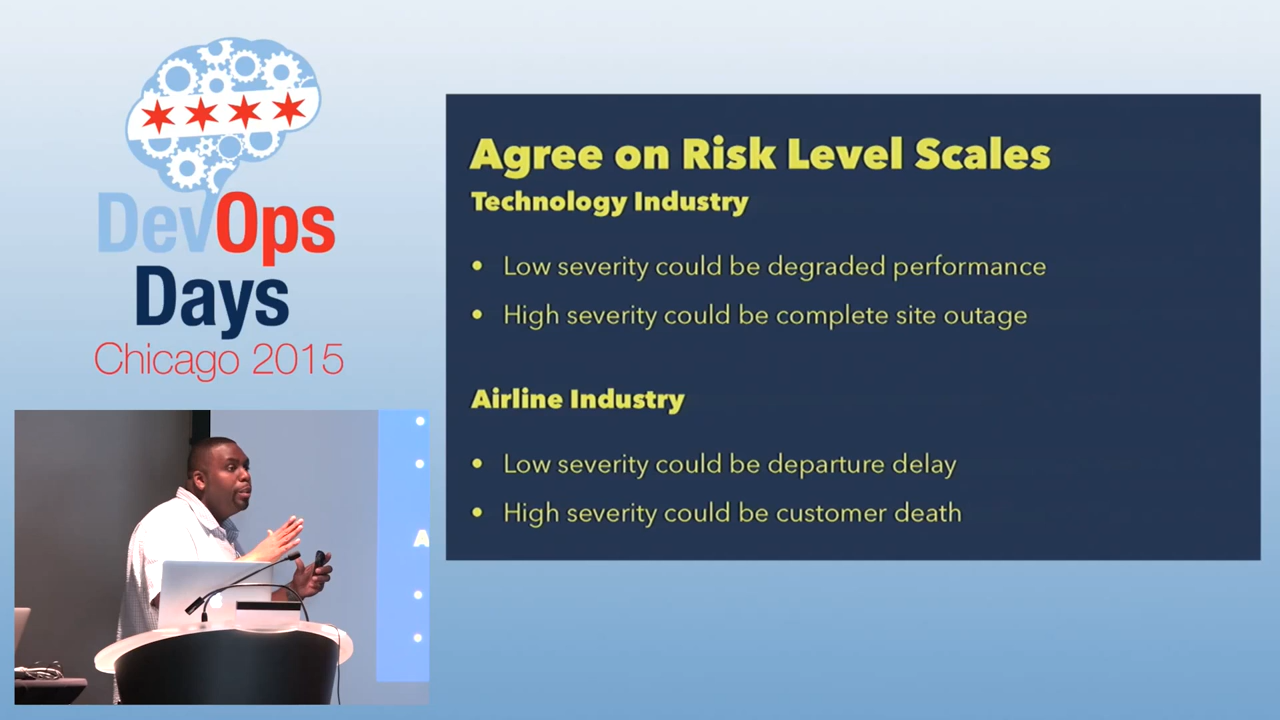 DevOps
Days
Chicago 2015
Agree on Risk Level Scales
Technology Industry
• Low severity could be degraded performance
• High severity could be complete site outage
Airline Industry
• Low severity could be departure delay
• High severity could be customer death
A